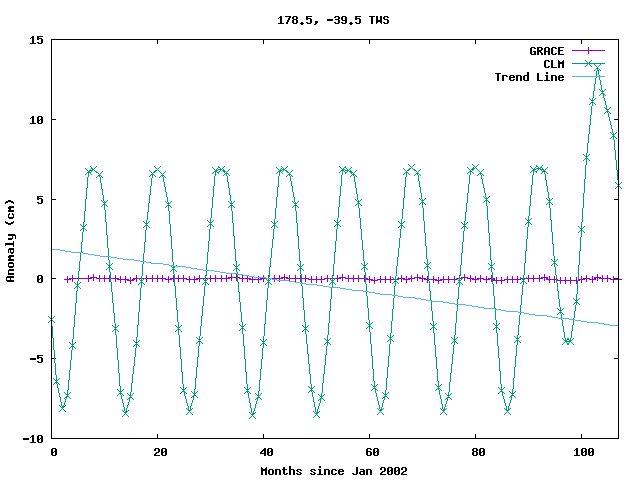 178.5, -39.5 TWS
GRACE
CLM
Trend Line
15
10
5
0
-5
-10
Anomaly (cm)
0 20 40 60 80 100
Months since Jan 2002